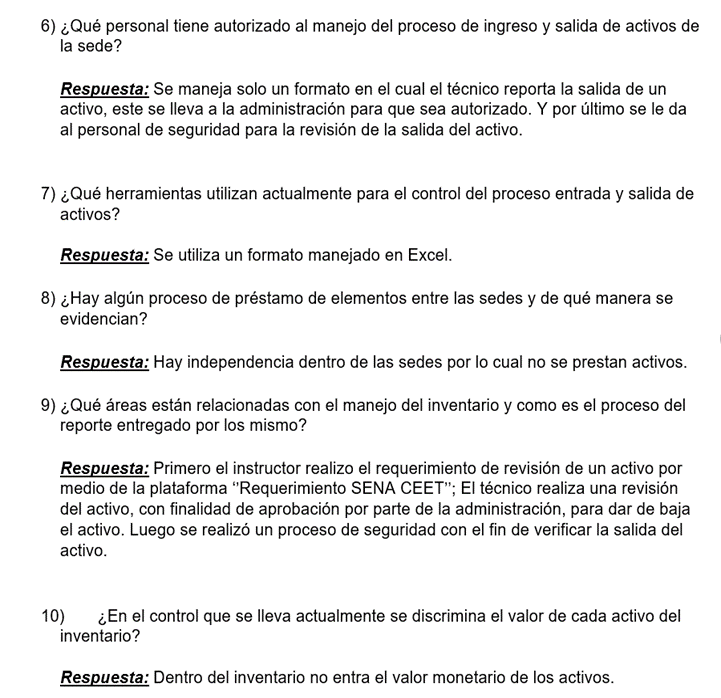 6) ¿Qué personal tiene autorizado al manejo del proceso de ingreso y salida de activos de
la sede?
Respuesta: Se maneja solo un formato en el cual el técnico reporta la salida de un
activo, este se lleva a la administración para que sea autorizado. Y por último se le da
al personal de seguridad para la revisión de la salida del activo.
7) ¿Qué herramientas utilizan actualmente para el control del proceso entrada y salida de
activos?
Respuesta: Se utiliza un formato manejado en Excel.
8) ¿Hay algún proceso de préstamo de elementos entre las sedes y de qué manera se
evidencian?
Respuesta: Hay independencia dentro de las sedes por lo cual no se prestan activos.
9) ¿Qué áreas están relacionadas con el manejo del inventario y como es el proceso del
reporte entregado por los mismo?
Respuesta: Primero el instructor realizo el requerimiento de revisión de un activo por
medio de la plataforma ‘’Requerimiento SENA CEET’’; El técnico realiza una revisión
del activo, con finalidad de aprobación por parte de la administración, para dar de baja
el activo. Luego se realizó un proceso de seguridad con el fin de verificar la salida del
activo.
10) ¿En el control que se lleva actualmente se discrimina el valor de cada activo del
inventario?
Respuesta: Dentro del inventario no entra el valor monetario de los activos.